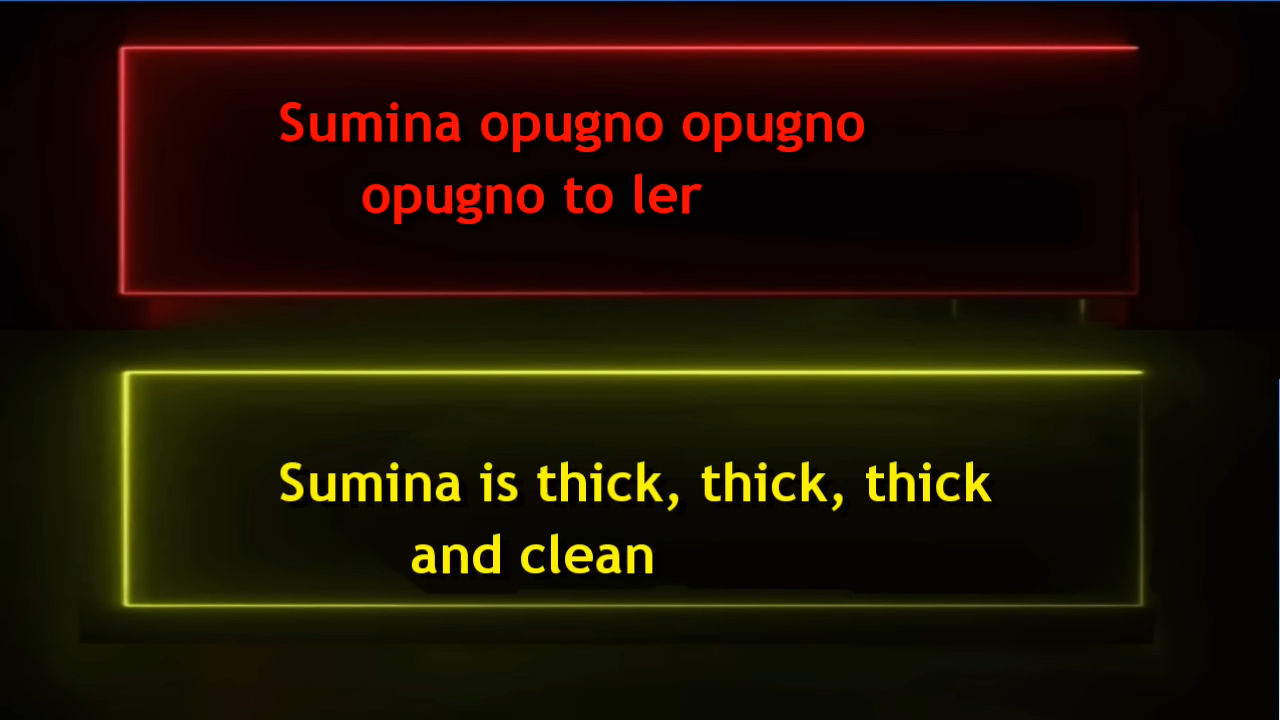 Sumina opugno opugno
opugno to ler
Sumina is thick, thick, thick
and clean